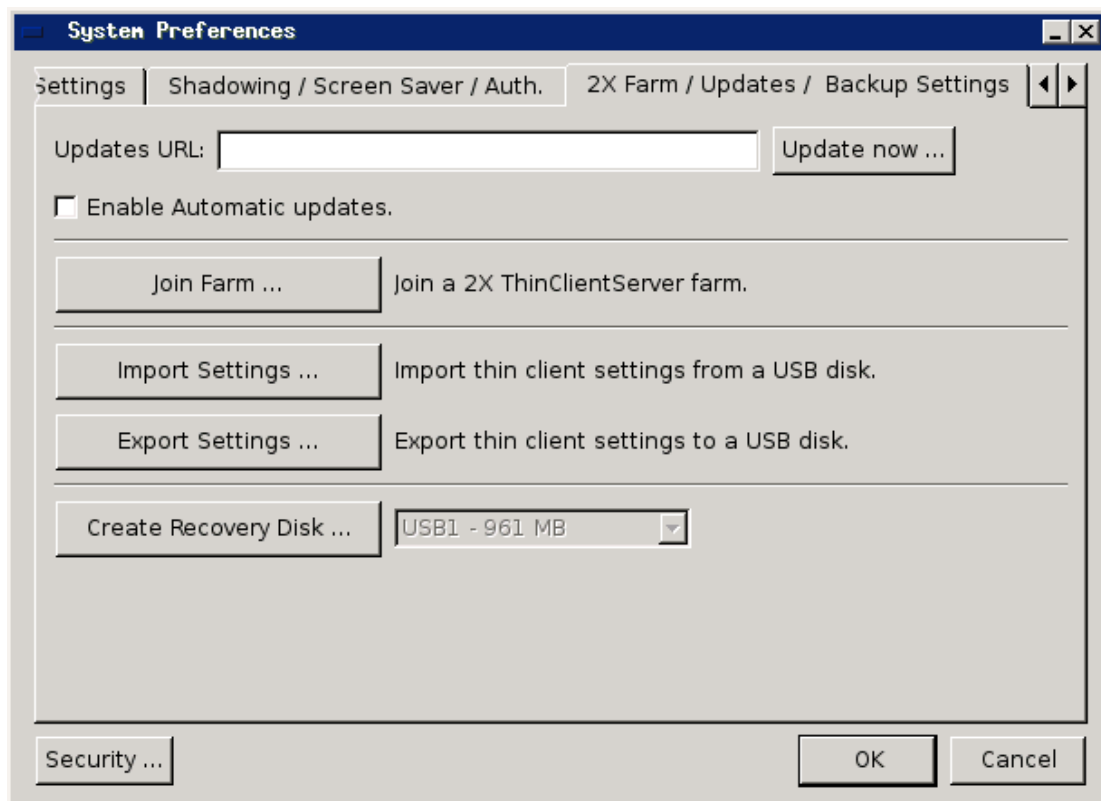 System Preferences
Settings Shadowing / Screen Saver / Auth. 2X Farm / Updates / Backup Settings
Updates URL: Update now ...
Enable Automatic updates.
Join Farm ... Join a 2X ThinClientServer farm.
Import Settings ... Import thin client settings from a USB disk.
Export Settings ... Export thin client settings to a USB disk.
Create Recovery Disk ... USB1 - 961 MB
Security ... OK Cancel